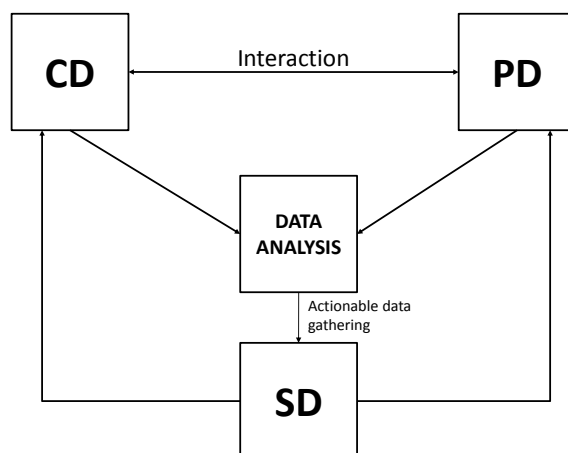 CD
Interaction
PD
DATA
ANALYSIS
Actionable data
gathering
SD